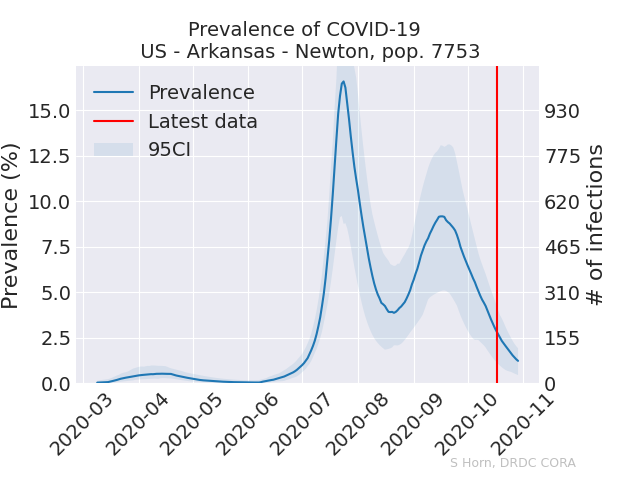 Prevalence of COVID-19
US - Arkansas - Newton, pop. 7753
Prevalence
Latest data
95CI
Prevalence (%)
15.0
12.5
10.0
7.5
5.0
2.5
0.0
930
775
620
465
310
155
0
# of infections
2020-03
2020-04
2020-05
2020-06
2020-07
2020-08
2020-09
2020-10
2020-11
S Horn, DRDC CORA